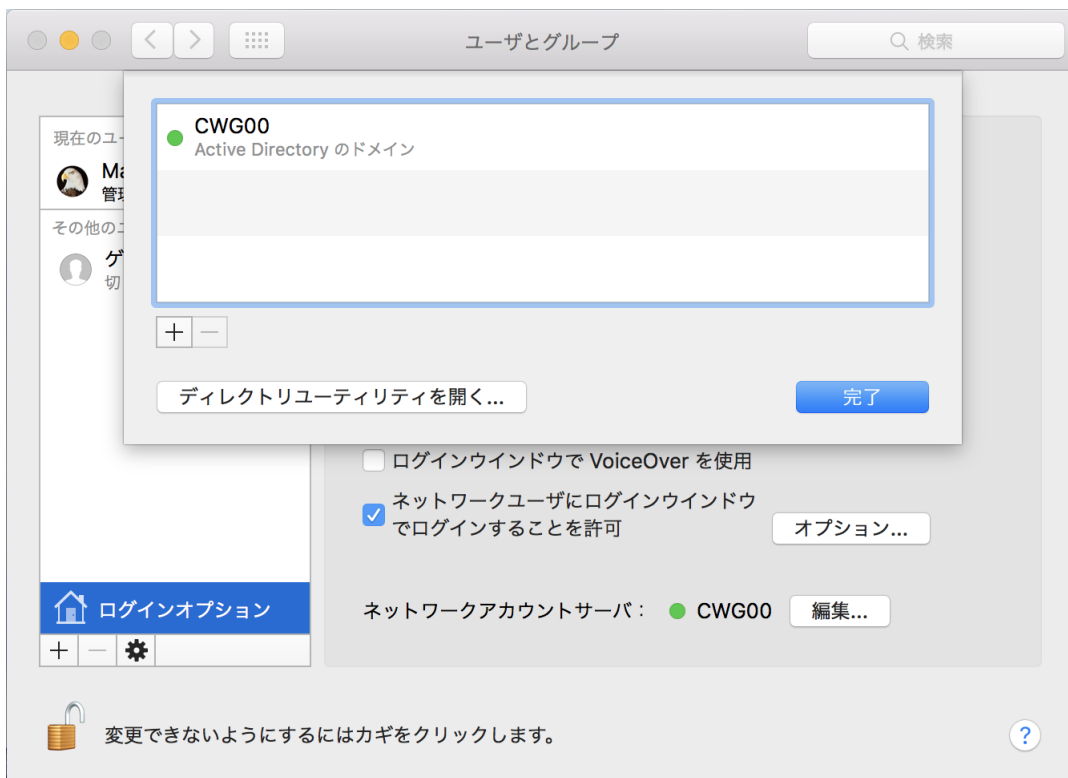 ユーザとグループ
検索
CWG00
Active Directory のドメイン
現在のユー
Ma
管理
その他のユ
ゲ
切
ディレクトリユーティリティを開く...
完了
ログインウインドウで VoiceOver を使用
ネットワークユーザにログインウインドウ
でログインすることを許可
オプション...
ログインオプション
ネットワークアカウントサーバ：
CWG00
編集...
変更できないようにするにはカギをクリックします。
?